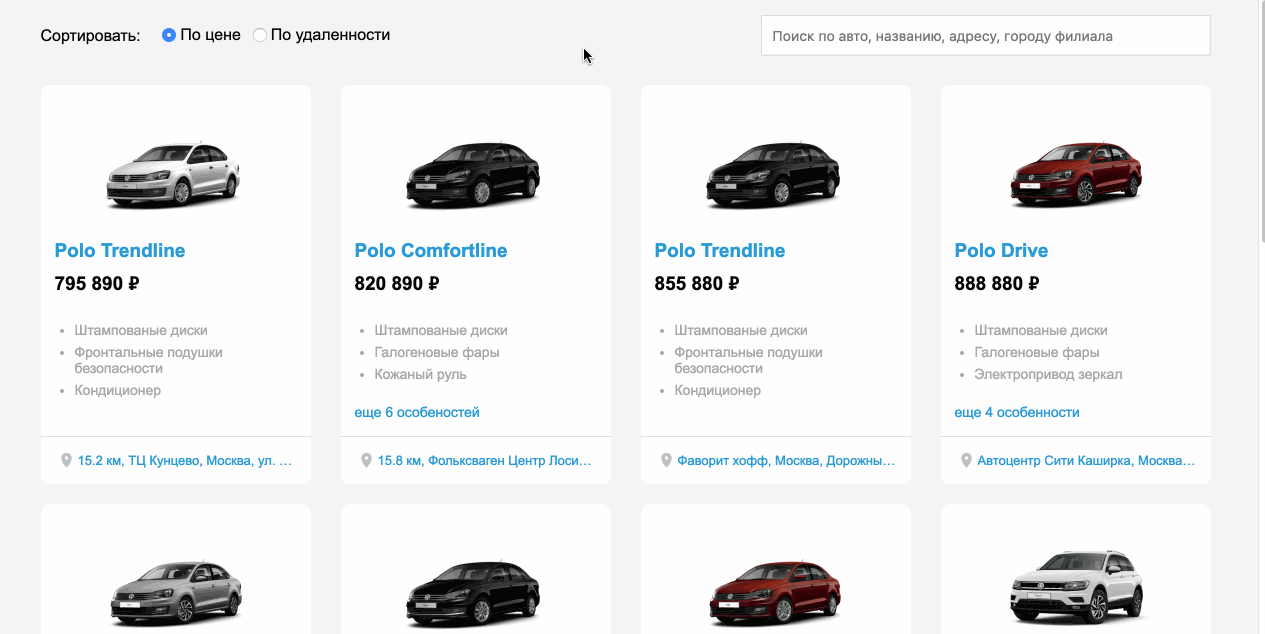 Сортировать: По цене По удаленности Поиск по авто, названию, адресу, городу филиала
Polo Trendline
795 890 ₽
Штампованые диски
Фронтальные подушки
безопасности
Кондиционер
15.2 км, ТЦ Кунцево, Москва, ул. …
Polo Comfortline
820 890 ₽
Штампованые диски
Галогеновые фары
Кожаный руль
еще 6 особеностей
15.8 км, Фольксваген Центр Лоси…
Polo Trendline
855 880 ₽
Штампованые диски
Фронтальные подушки
безопасности
Кондиционер
Фаворит хофф, Москва, Дорожны…
Polo Drive
888 880 ₽
Штампованые диски
Галогеновые фары
Электропривод зеркал
еще 4 особенности
Автоцентр Сити Каширка, Москва…